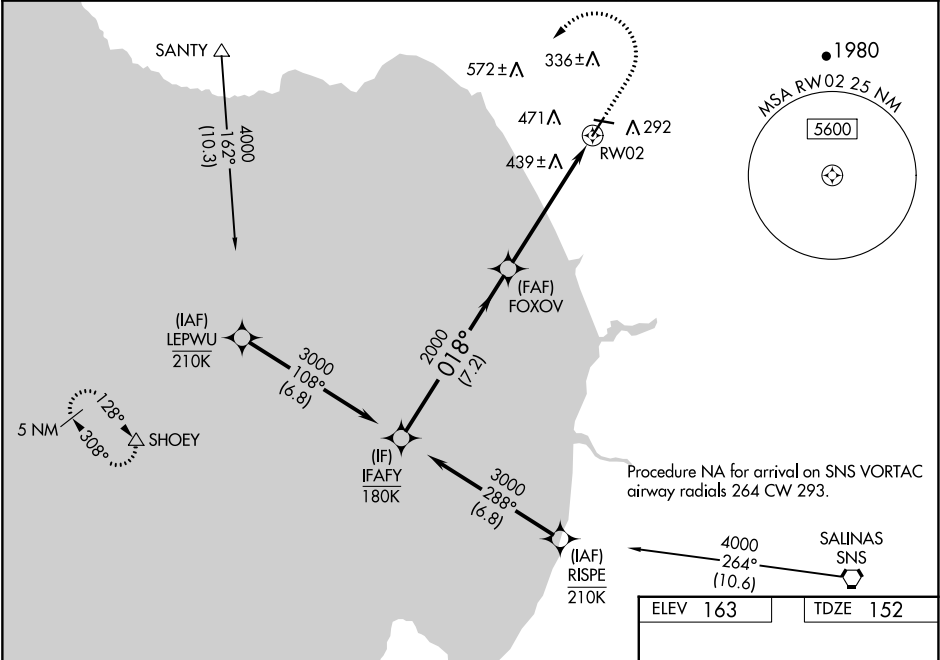 SANTY
4000
162°
(10.3)
572±
336±
471
292
439±
RW02
1980
MSA RW02 25 NM
5600
(FAF)
FOXOV
2000
018°
(7.2)
(IAF)
LEPWU
210K
3000
108°
(6.8)
5 NM
128°
308°
SHOEY
(IF)
IFAFY
180K
3000
288°
(6.8)
(IAF)
RISPE
210K
Procedure NA for arrival on SNS VORTAC
airway radials 264 CW 293.
4000
264°
(10.6)
SALINAS
SNS
ELEV 163
TDZE 152